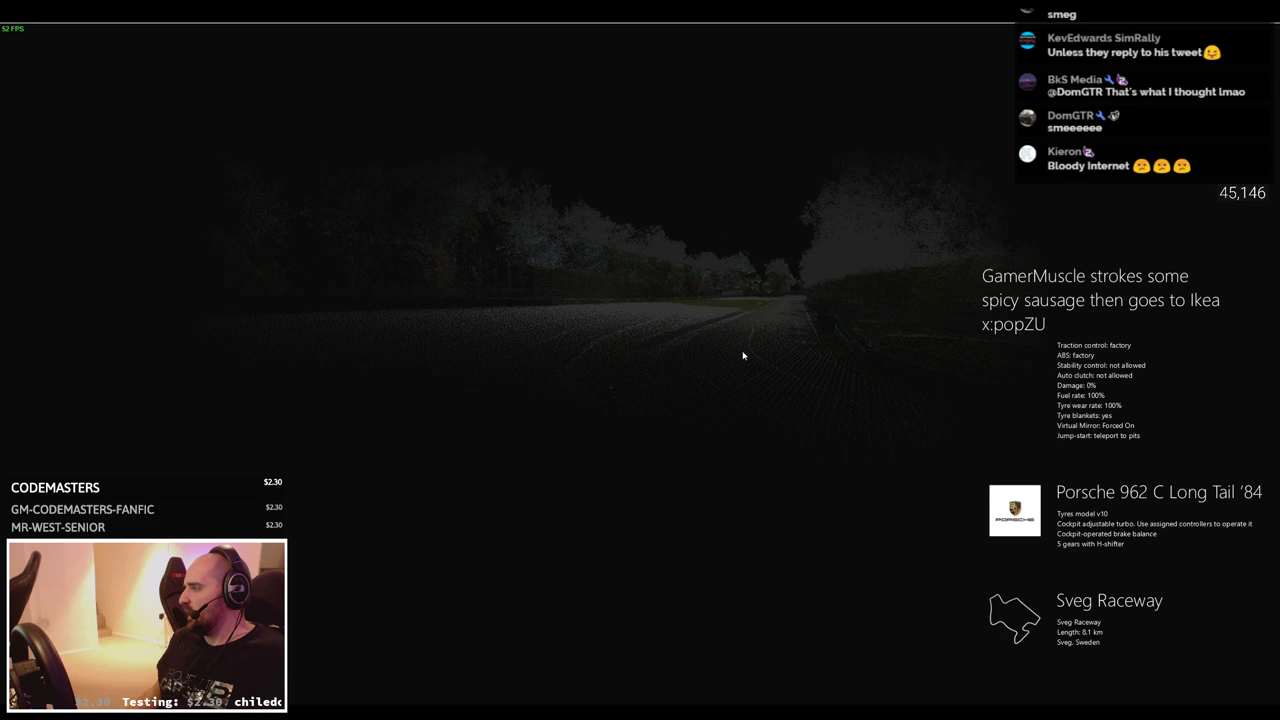 52 FPS
smeg
KevEdwards SimRally
Unless they reply to his tweet
BkS Media
@DomGTR That's what I thought lmao
DomGTR
smeeeeee
Kieron
Bloody Internet
45,146
GamerMuscle strokes some
spicy sausage then goes to Ikea
x:popZU
Traction control: factory
ABS: factory
Stability control: not allowed
Auto clutch: not allowed
Damage: 0%
Fuel rate: 100%
Tyre wear rate: 100%
Tyre blankets: yes
Virtual Mirror: Forced On
Jump-start: teleport to pits
CODEMASTERS $2.30
GM-CODEMASTERS-FANFIC $2.30
MR-WEST-SENIOR $2.30
PORSCHE
Porsche 962 C Long Tail '84
Tyres model v10
Cockpit adjustable turbo. Use assigned controllers to operate it
Cockpit-operated brake balance
5 gears with H-shifter
Sveg Raceway
Sveg Raceway
Length: 8.1 km
Sveg, Sweden
$2.30 Testing: $2.30, chiledo